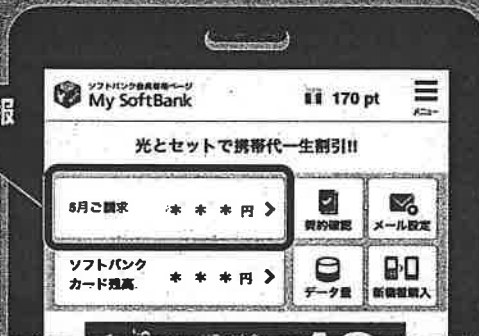 報
ソフトバンク会員専用ページ
My SoftBank
170 pt
メニュー
光とセットで携帯代一生割引!!
5月ご請求 * * * 円 >
契約確認
メール設定
ソフトバンク
カード残高 * * * 円 >
データ量
新機種購入